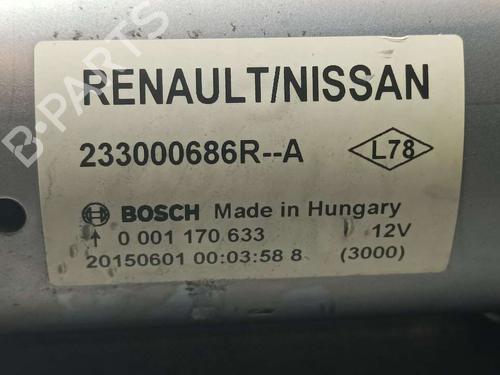 RENAULT/NISSAN
233000686R--A L78
BOSCH Made in Hungary
0 001 170 633 12V
20150601 00:03:58 8 (3000)
B-PARTS